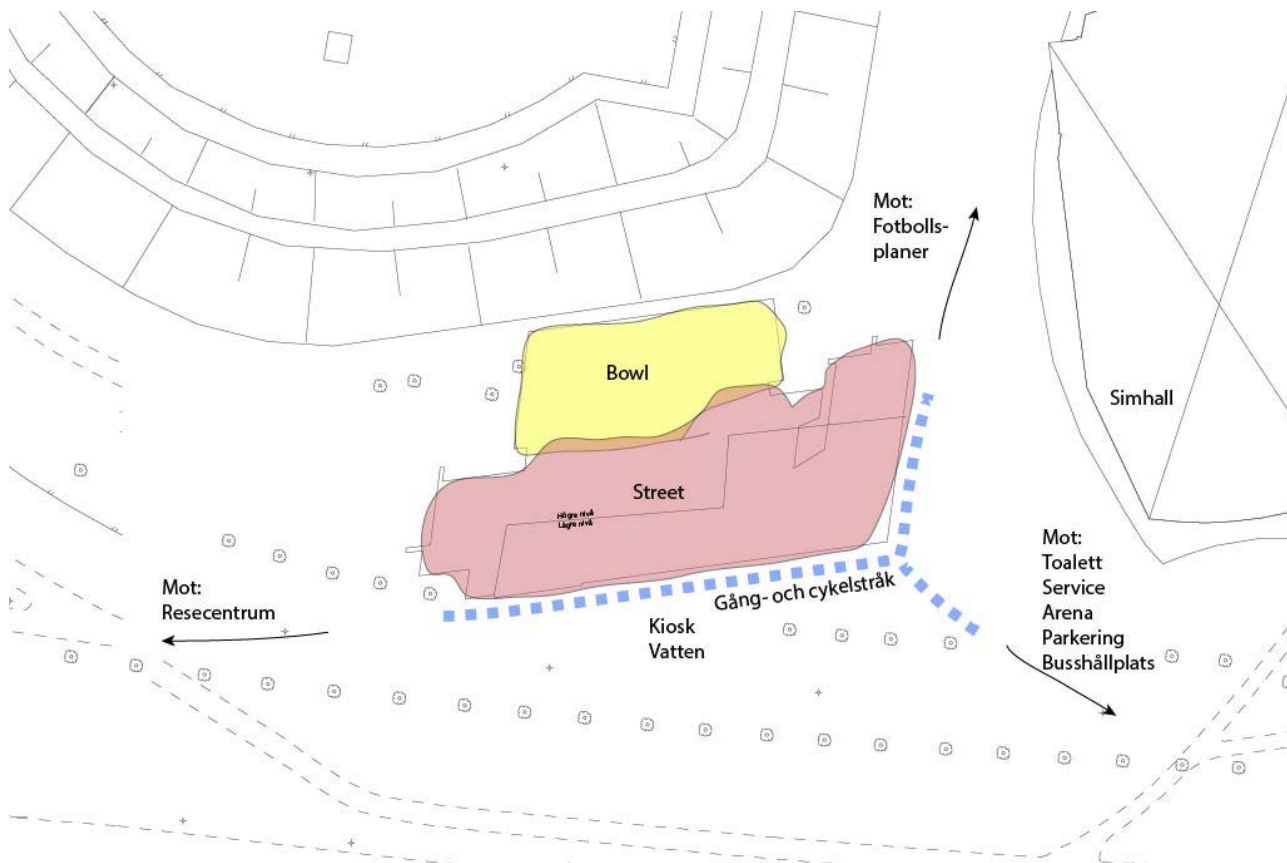 Mot:
Fotbolls-
planer
Bowl
Simhall
Street
Högre nivå
Lägre nivå
Mot:
Toalett
Service
Arena
Parkering
Busshållplats
Mot:
Resecentrum
Gång- och cykelstråk
Kiosk
Vatten